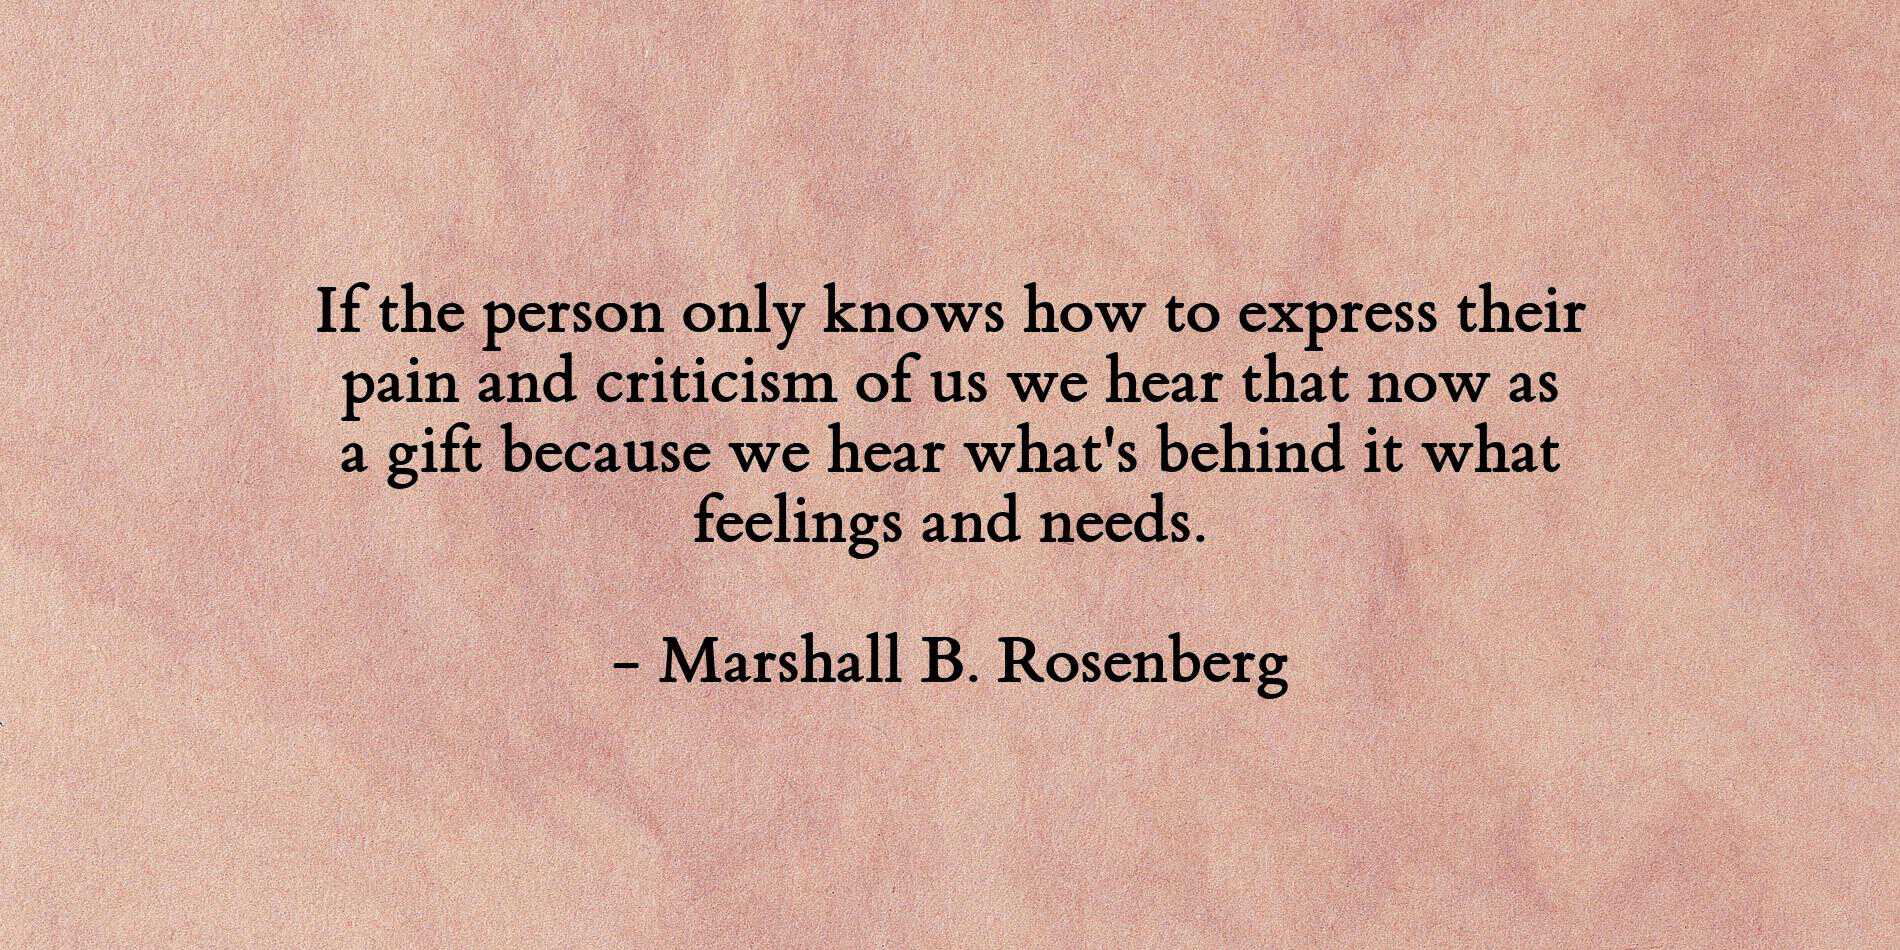 If the person only knows how to express their
pain and criticism of us we hear that now as
a gift because we hear what's behind it what
feelings and needs.
– Marshall B. Rosenberg